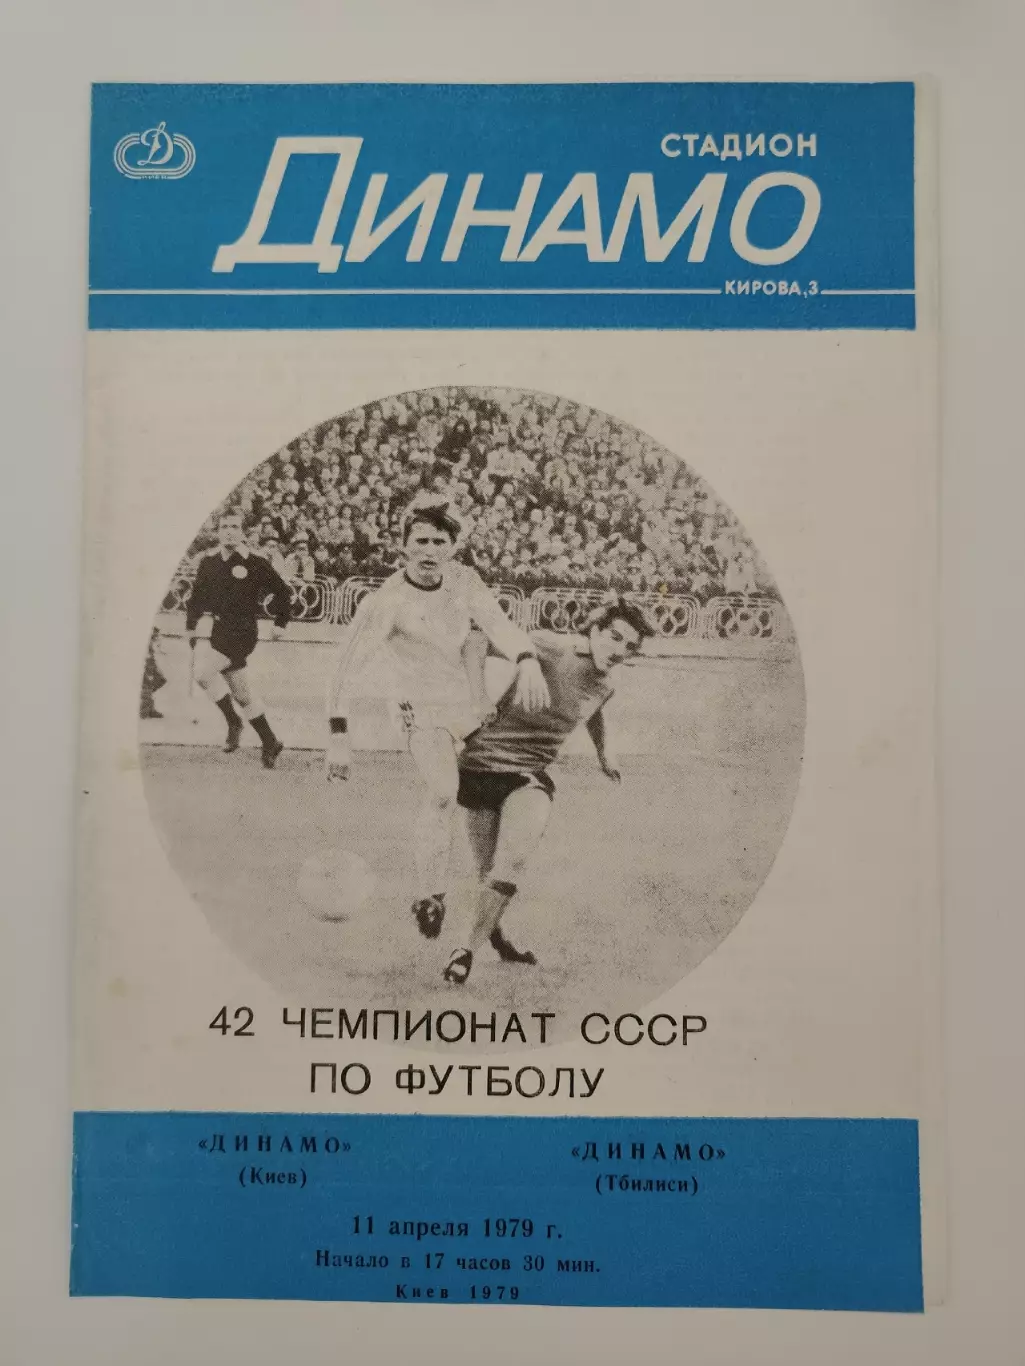 СТАДИОН
ДИНАМО
КИРОВА,3
Д
КИЕВ
42 ЧЕМПИОНАТ СССР
ПО ФУТБОЛУ
«ДИНАМО»
(Киев)
«ДИНАМО»
(Тбилиси)
11 апреля 1979 г.
Начало в 17 часов 30 мин.
Киев 1979